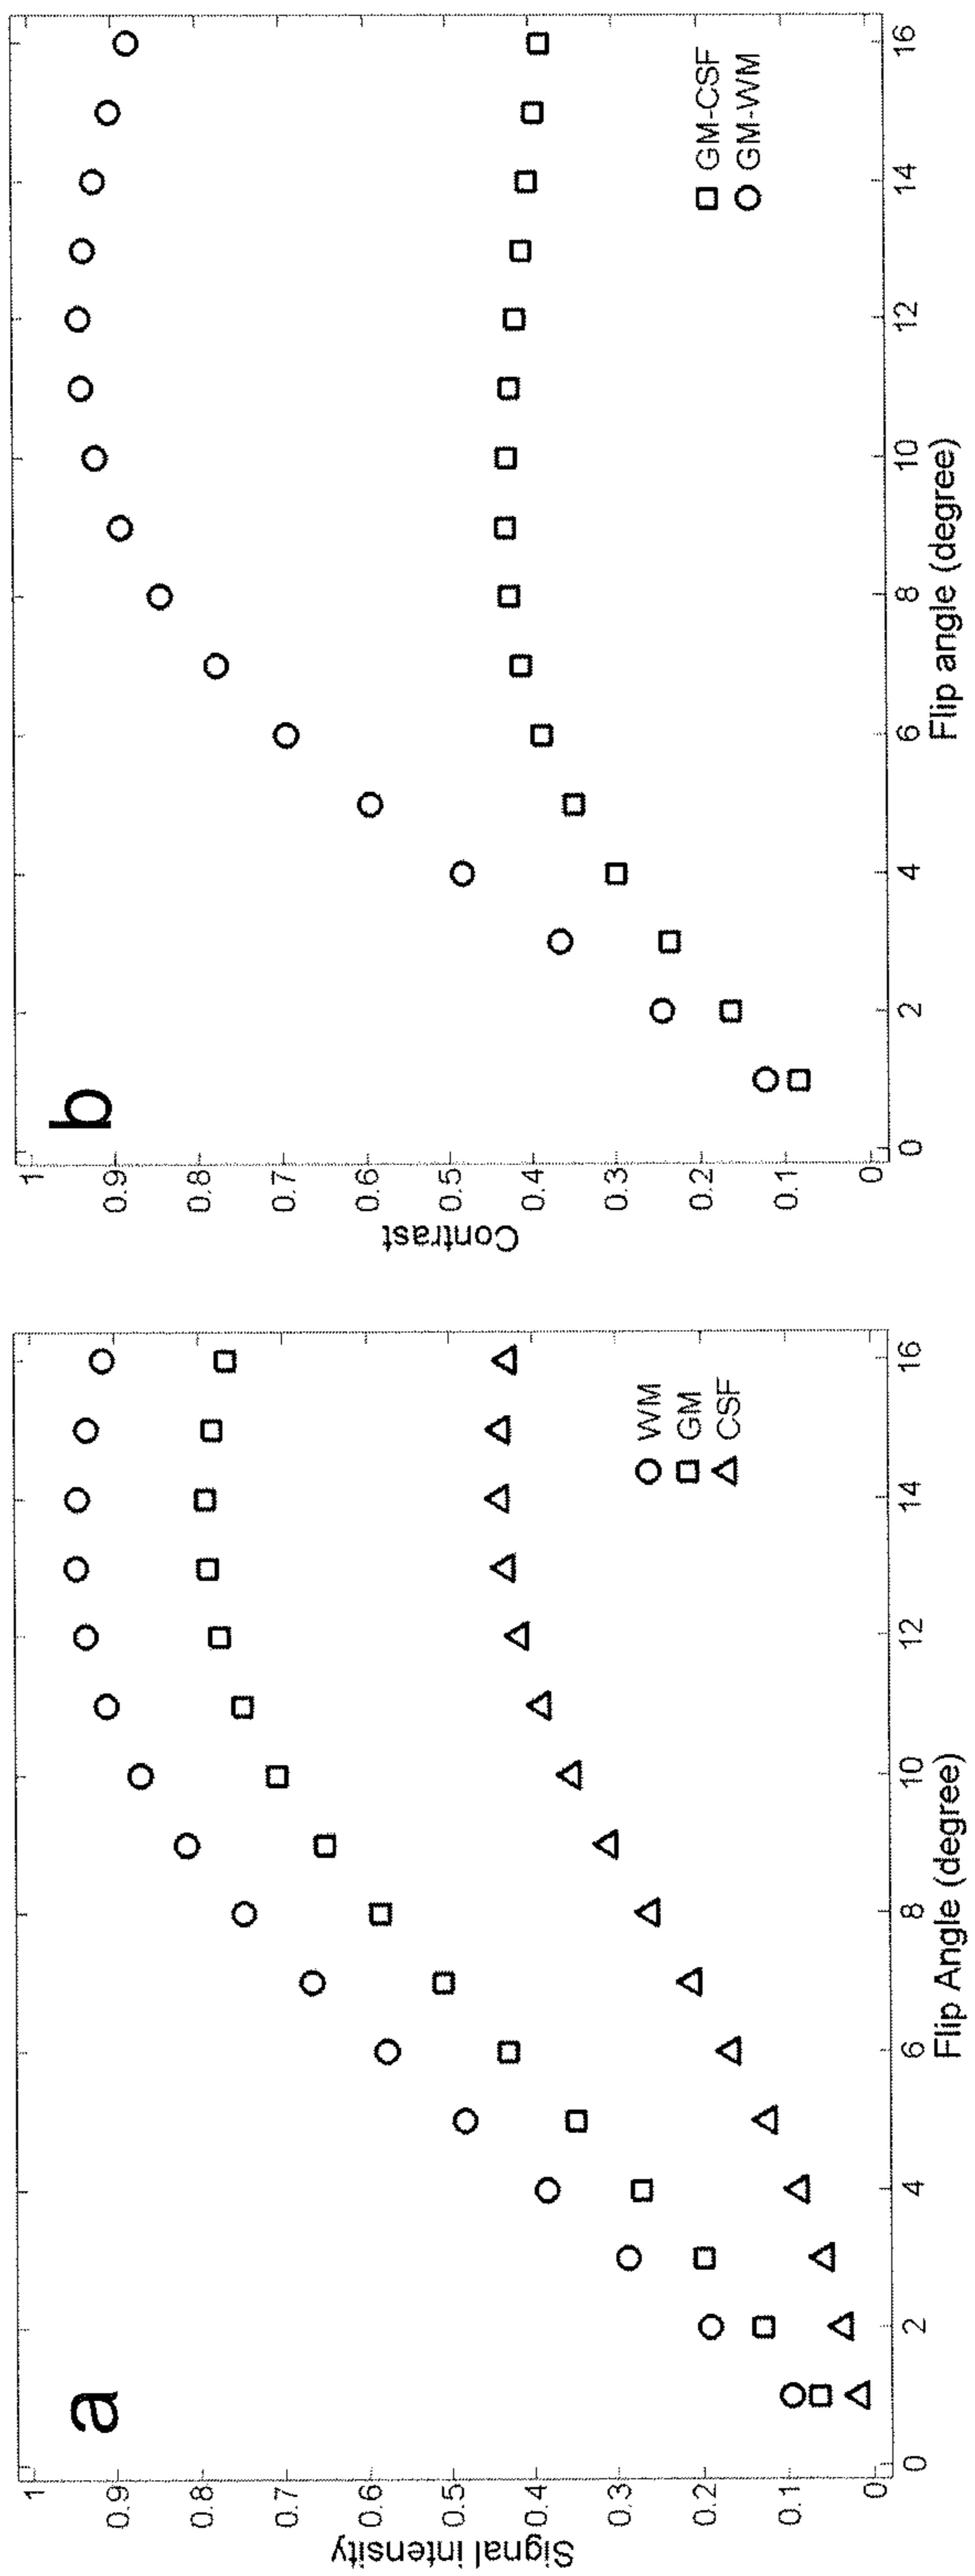 a
1
0.9
0.8
0.7
0.6
0.5
0.4
0.3
0.2
0.1
0
Signal intensity
0 2 4 6 8 10 12 14 16
Flip Angle (degree)
WM
GM
CSF
b
1
0.9
0.8
0.7
0.6
0.5
0.4
0.3
0.2
0.1
0
Contrast
0 2 4 6 8 10 12 14 16
Flip angle (degree)
GM-CSF
GM-WM